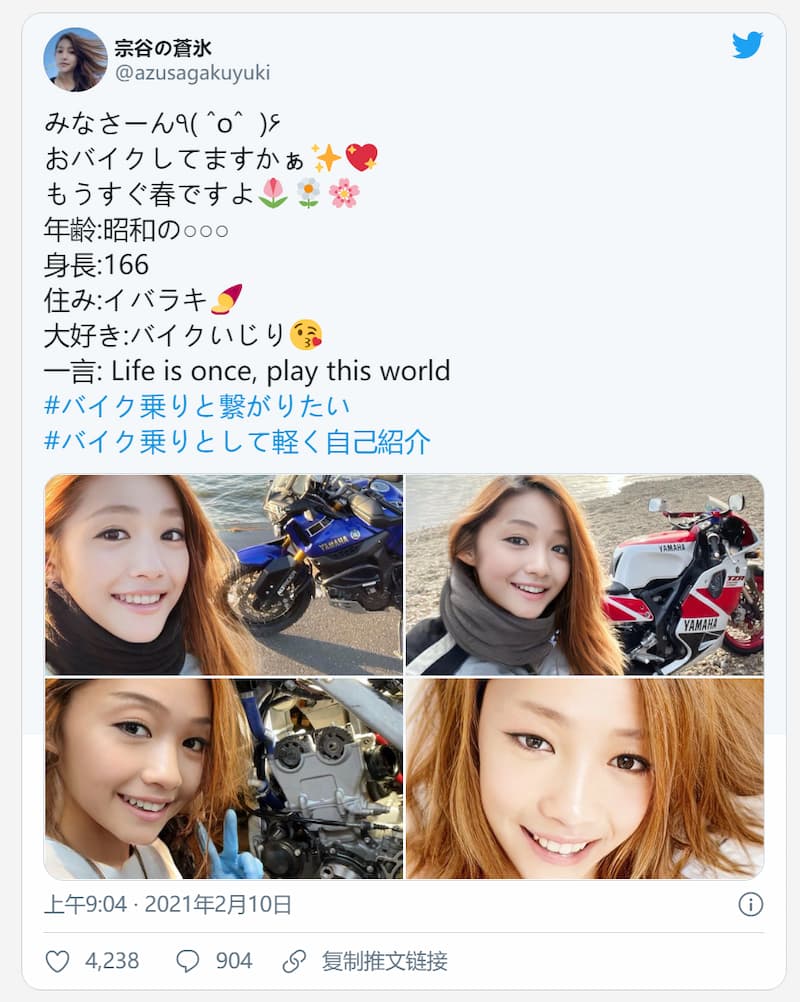 宗谷の蒼氷
@azusagakuyuki
みなさーん٩( ˆoˆ )۶
おバイクしてますかぁ✨💖
もうすぐ春ですよ🌷🌼🌸
年齢:昭和の○○○
身長:166
住み:イバラキ🍠
大好き:バイクいじり😘
一言: Life is once, play this world
#バイク乗りと繋がりたい
#バイク乗りとして軽く自己紹介
YAMAHA
YAMAHA
TZR
YAMAHA
上午9:04 · 2021年2月10日
4,238 904 复制推文链接